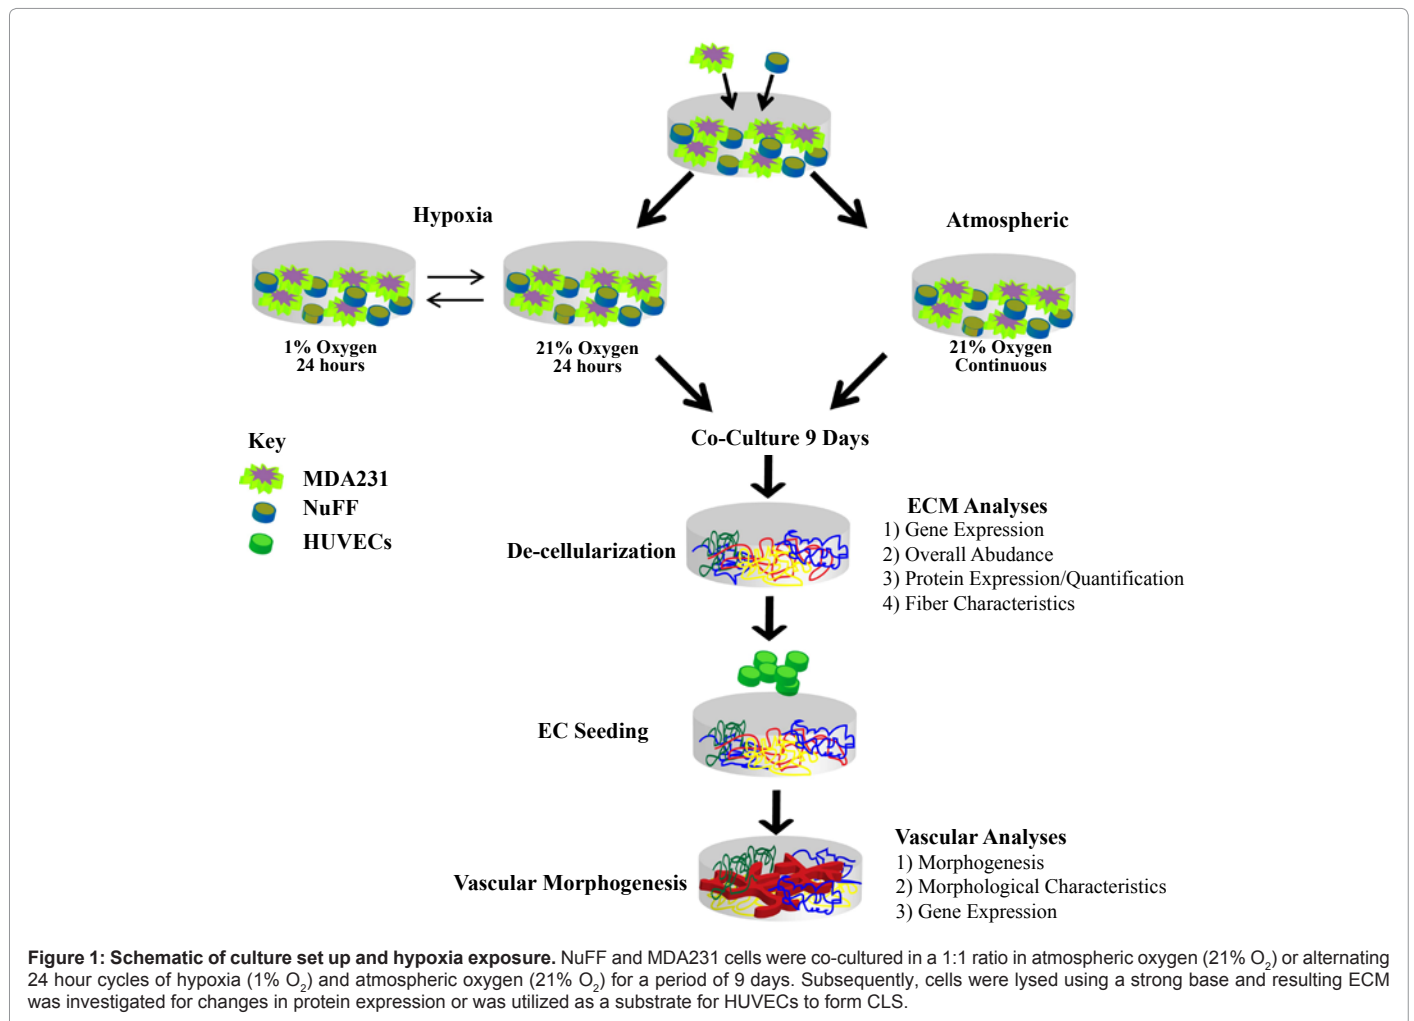 Hypoxia
Atmospheric
1% Oxygen
24 hours
21% Oxygen
24 hours
21% Oxygen
Continuous
Co-Culture 9 Days
Key
MDA231
NuFF
HUVECs
De-cellularization
ECM Analyses
1) Gene Expression
2) Overall Abudance
3) Protein Expression/Quantification
4) Fiber Characteristics
EC Seeding
Vascular Morphogenesis
Vascular Analyses
1) Morphogenesis
2) Morphological Characteristics
3) Gene Expression
Figure 1: Schematic of culture set up and hypoxia exposure. NuFF and MDA231 cells were co-cultured in a 1:1 ratio in atmospheric oxygen (21% O₂) or alternating
24 hour cycles of hypoxia (1% O₂) and atmospheric oxygen (21% O₂) for a period of 9 days. Subsequently, cells were lysed using a strong base and resulting ECM
was investigated for changes in protein expression or was utilized as a substrate for HUVECs to form CLS.